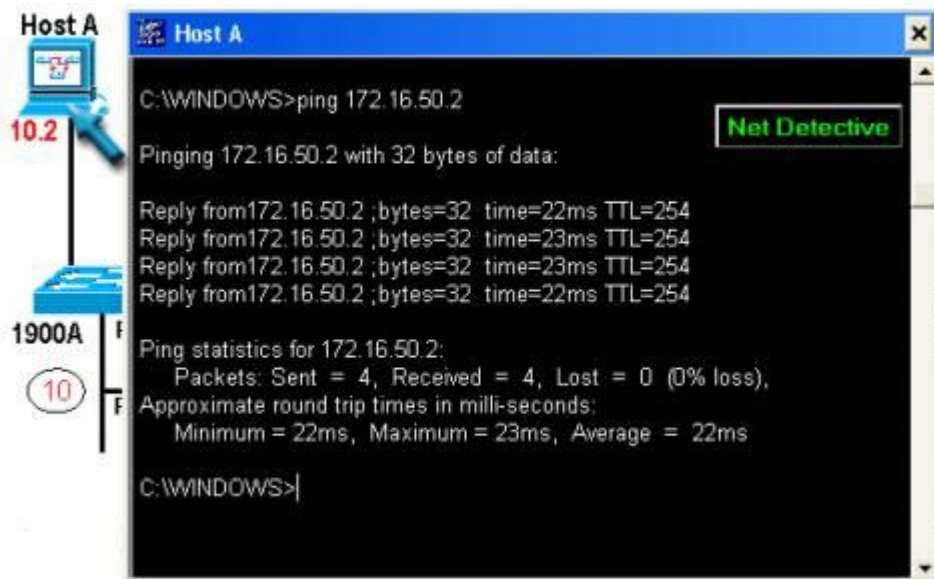 Host A
10.2
1900A
10
Host A
C:\WINDOWS>ping 172.16.50.2
Net Detective
Pinging 172.16.50.2 with 32 bytes of data:
Reply from172.16.50.2 ;bytes=32 time=22ms TTL=254
Reply from172.16.50.2 ;bytes=32 time=23ms TTL=254
Reply from172.16.50.2 ;bytes=32 time=23ms TTL=254
Reply from172.16.50.2 ;bytes=32 time=22ms TTL=254
Ping statistics for 172.16.50.2:
Packets: Sent = 4, Received = 4, Lost = 0 (0% loss),
Approximate round trip times in milli-seconds:
Minimum = 22ms, Maximum = 23ms, Average = 22ms
C:\WINDOWS>